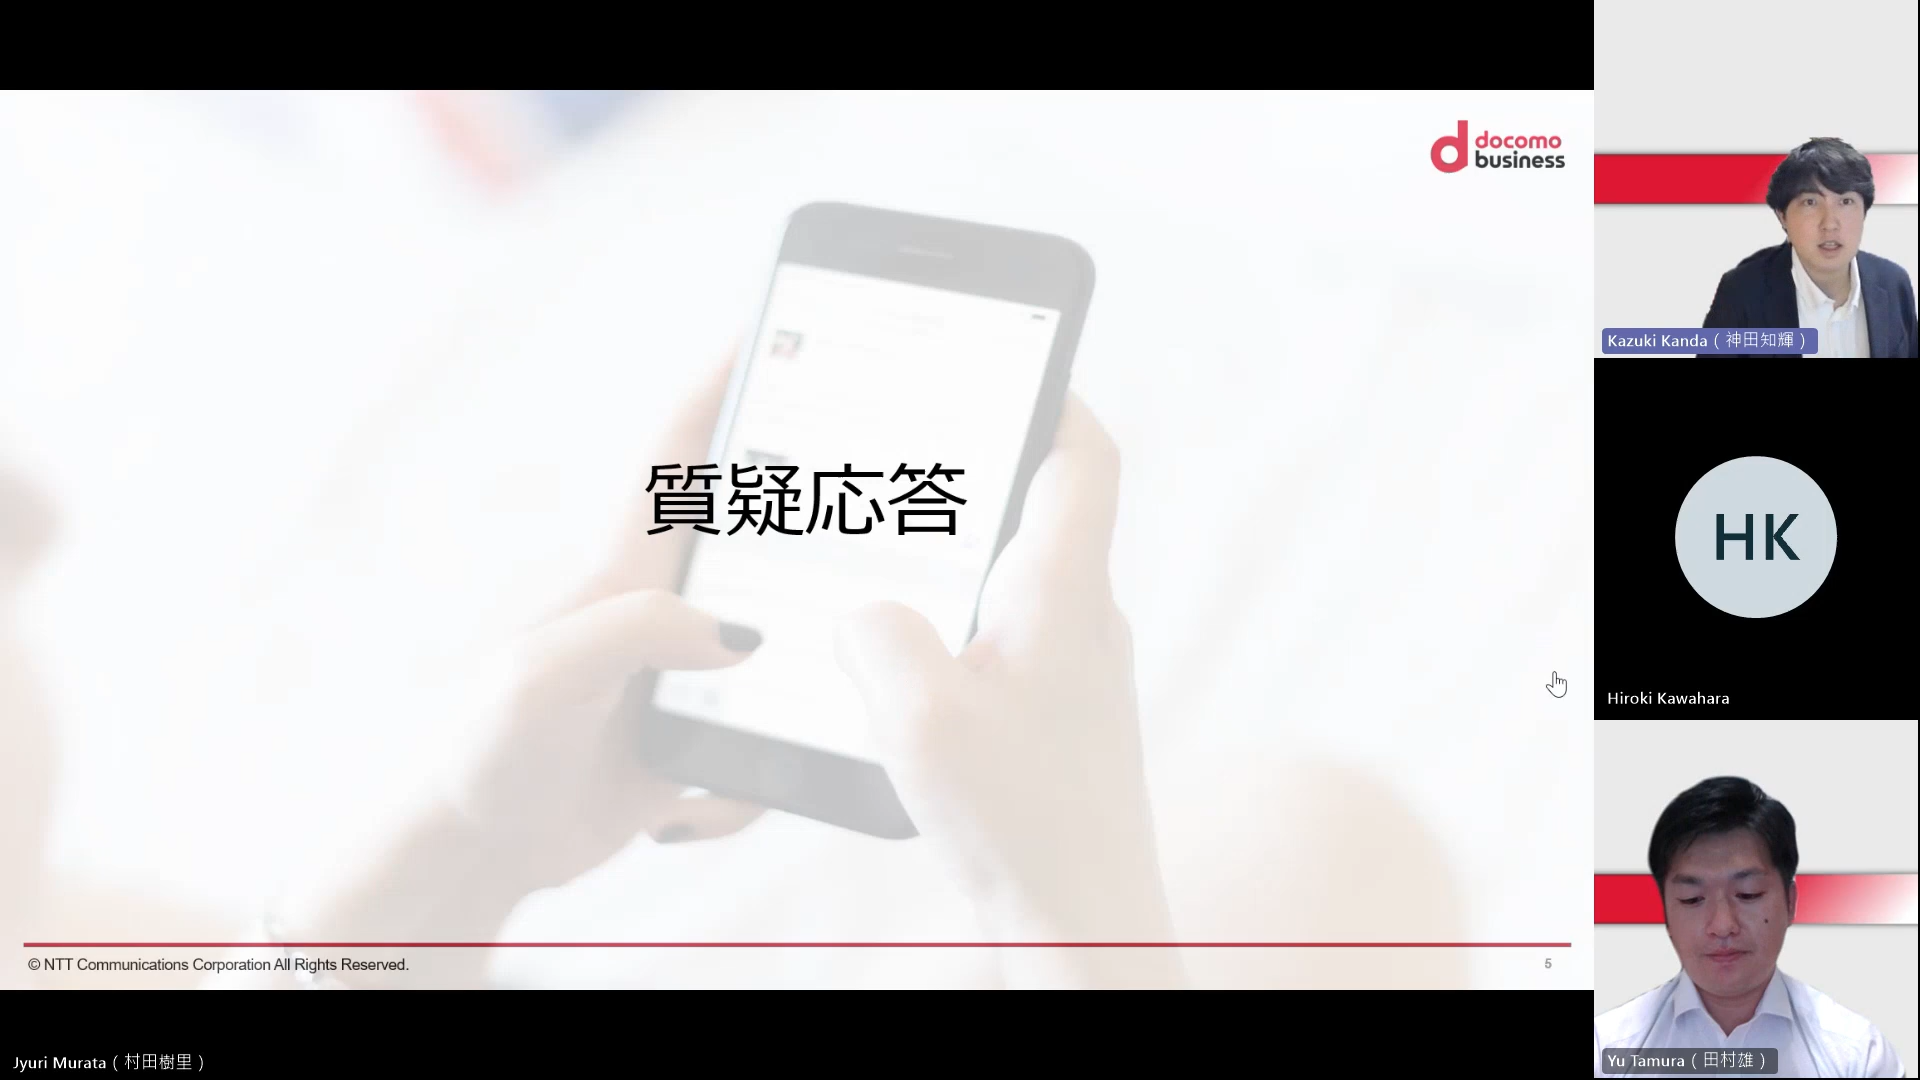 docomo
business
質疑応答
© NTT Communications Corporation All Rights Reserved.
5
Jyuri Murata ( 村田樹里 )
Kazuki Kanda ( 神田知輝 )
HK
Hiroki Kawahara
Yu Tamura ( 田村雄 )